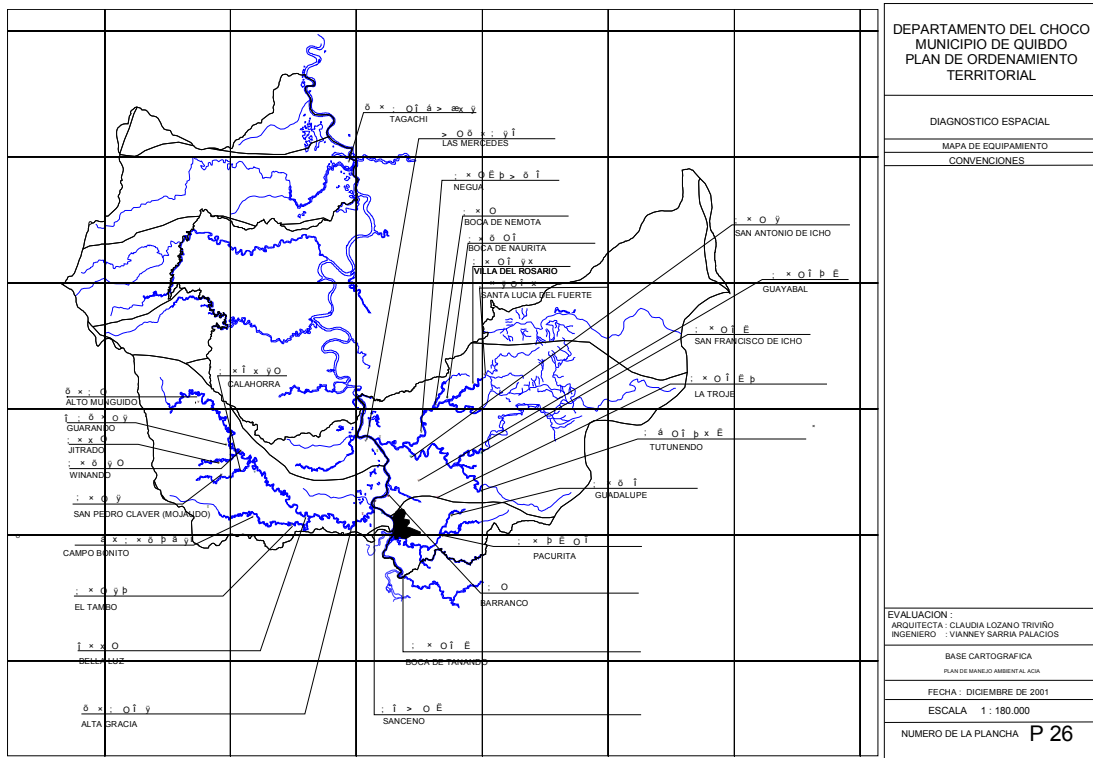 DEPARTAMENTO DEL CHOCO
MUNICIPIO DE QUIBDO
PLAN DE ORDENAMIENTO
TERRITORIAL
DIAGNOSTICO ESPACIAL
MAPA DE EQUIPAMIENTO
CONVENCIONES
TAGACHI
LAS MERCEDES
NEGUA
BOCA DE NEMOTA
BOCA DE NAURITA
VILLA DEL ROSARIO
SANTA LUCIA DEL FUERTE
SAN ANTONIO DE ICHO
GUAYABAL
SAN FRANCISCO DE ICHO
LA TROJE
TUTUNENDO
GUADALUPE
PACURITA
BARRANCO
BOCA DE TANANDO
SANCENO
CALAHORRA
ALTO MUNGUIDO
GUARANDO
JITRADO
WINANDO
SAN PEDRO CLAVER (MOJAUDO)
CAMPO BONITO
EL TAMBO
BELLA LUZ
ALTA GRACIA
EVALUACION :
ARQUITECTA : CLAUDIA LOZANO TRIVIÑO
INGENIERO : VIANNEY SARRIA PALACIOS
BASE CARTOGRAFICA
PLAN DE MANEJO AMBIENTAL ACIA
FECHA : DICIEMBRE DE 2001
ESCALA 1 : 180.000
NUMERO DE LA PLANCHA P 26